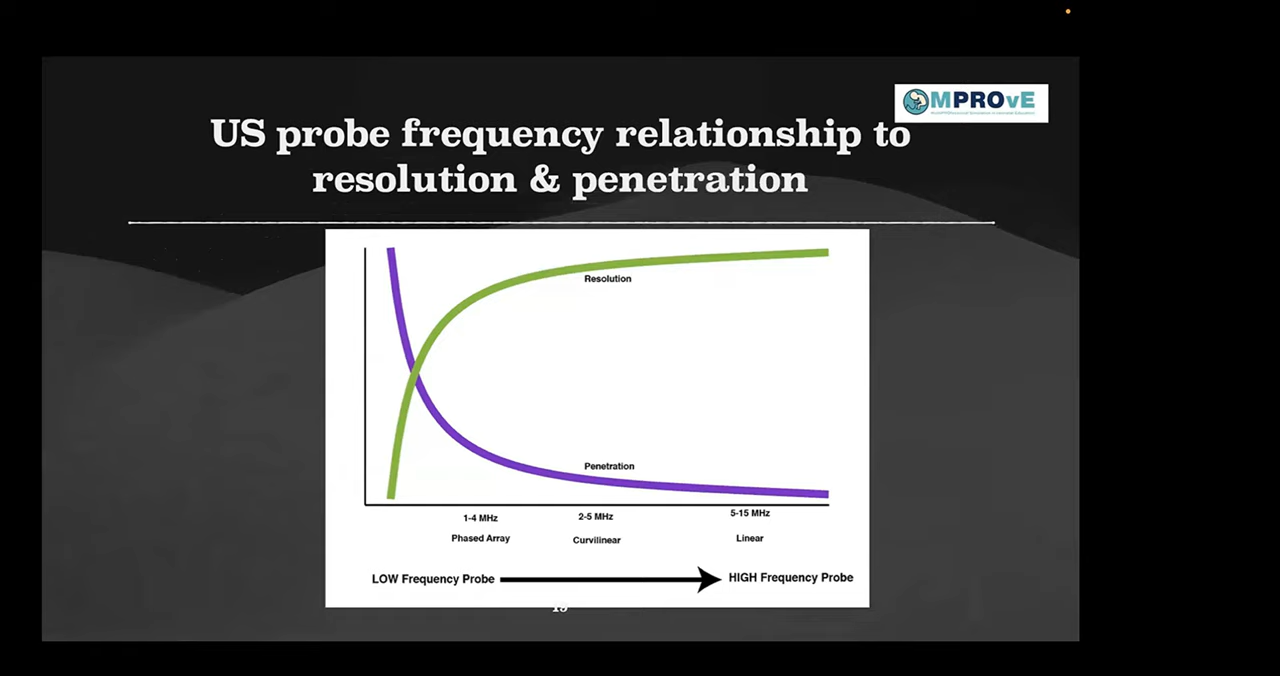 MPROvE
US probe frequency relationship to
resolution & penetration
Resolution
Penetration
1-4 MHz
2-5 MHz
5-15 MHz
Phased Array
Curvilinear
Linear
LOW Frequency Probe
HIGH Frequency Probe